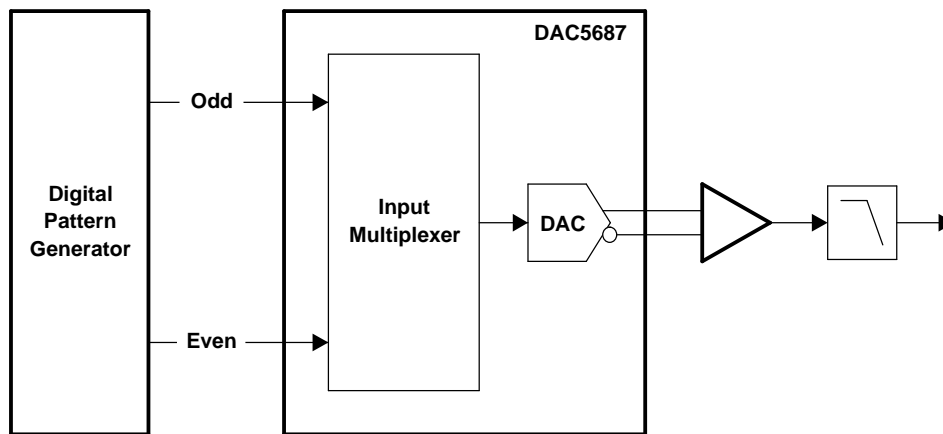 DAC5687
Odd
Digital
Pattern
Generator
Input
Multiplexer
DAC
Even